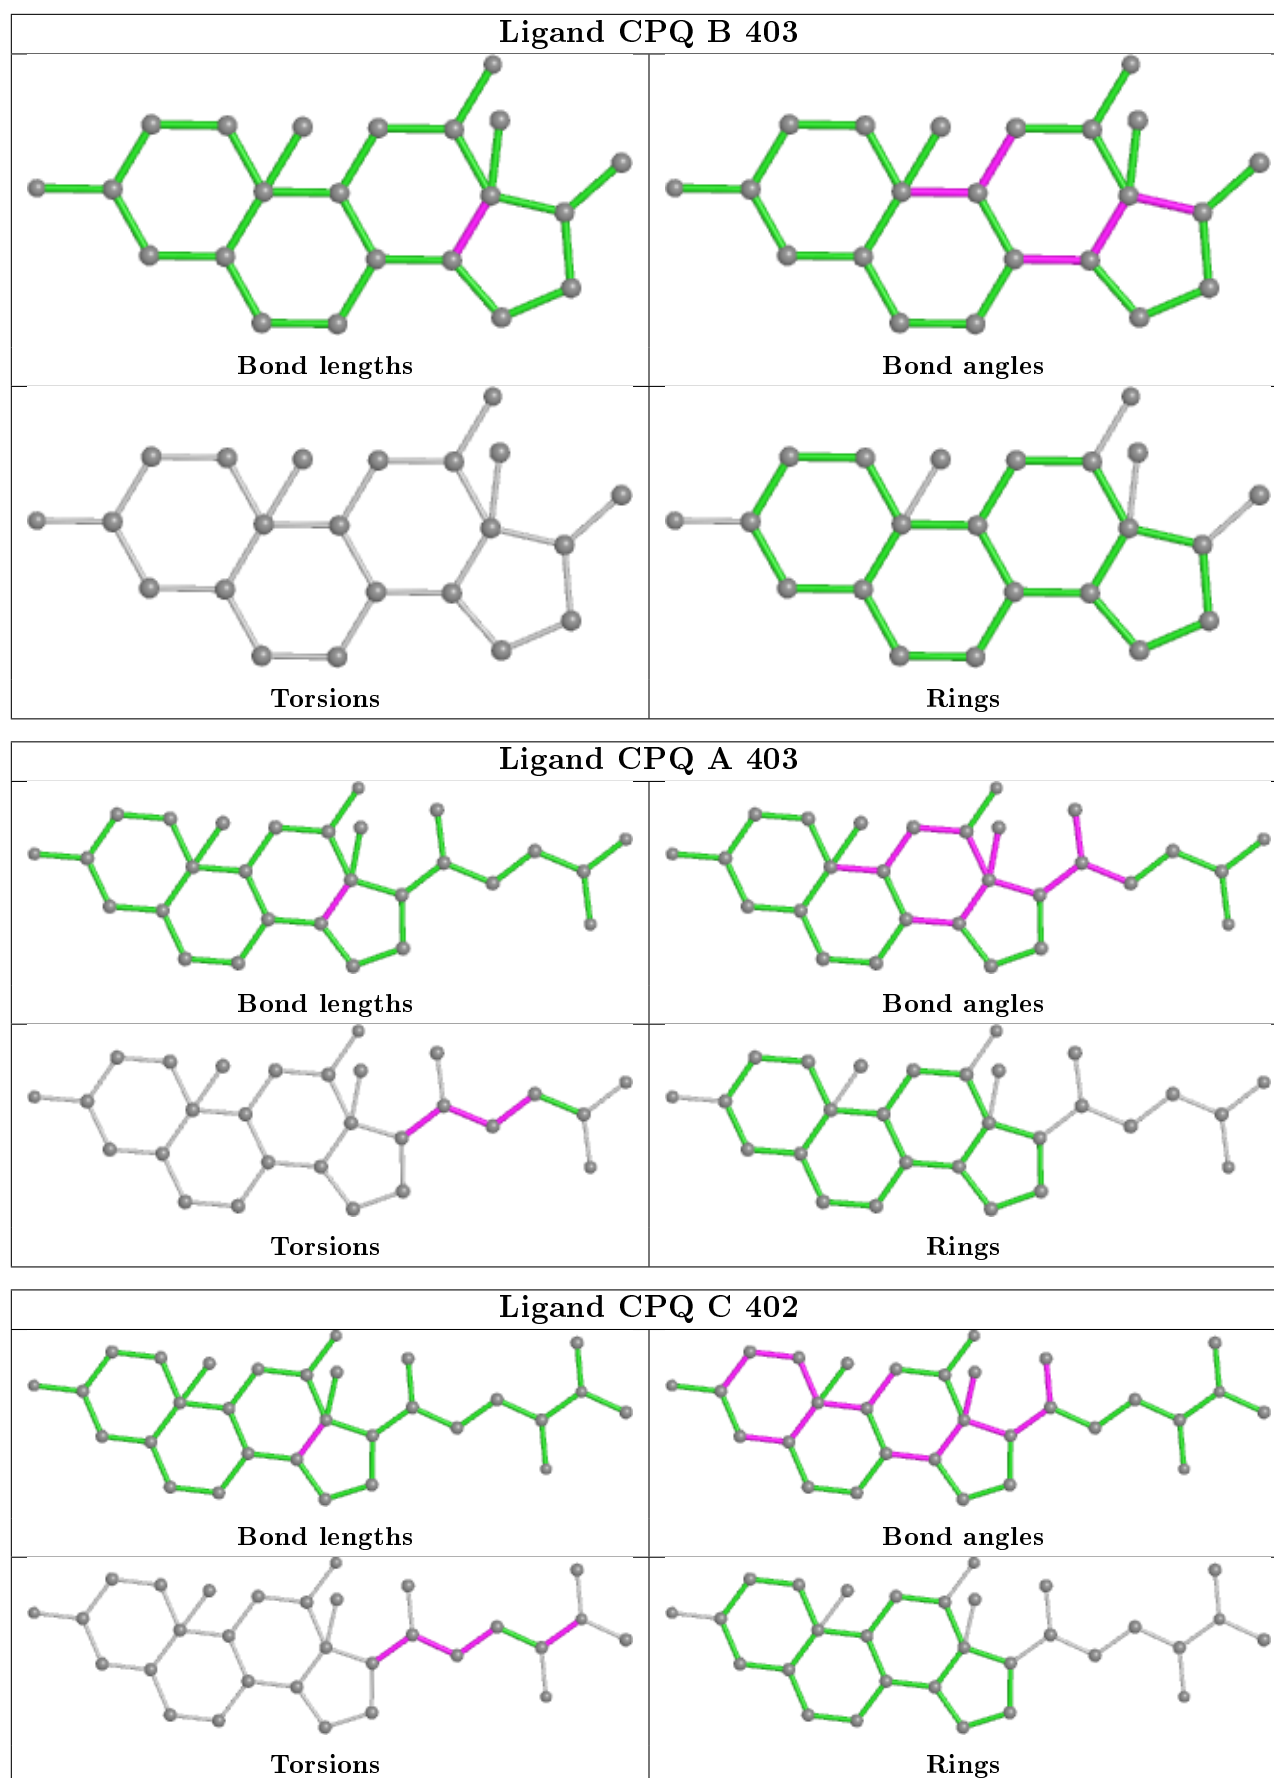 Ligand CPQ B 403
Bond lengths
Bond angles
Torsions
Rings
Ligand CPQ A 403
Bond lengths
Bond angles
Torsions
Rings
Ligand CPQ C 402
Bond lengths
Bond angles
Torsions
Rings